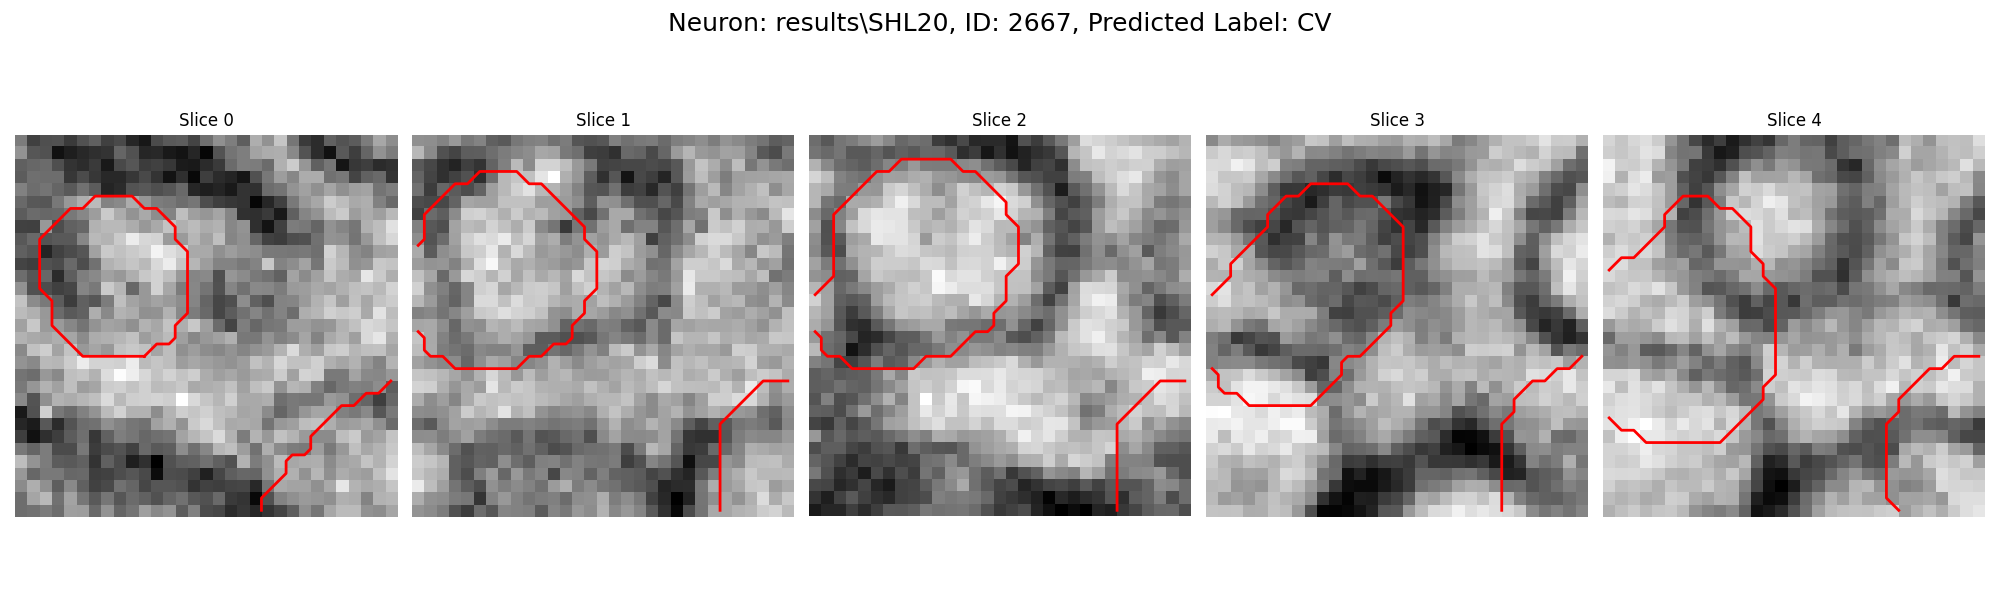 Neuron: results\SHL20, ID: 2667, Predicted Label: CV
Slice 0
Slice 1
Slice 2
Slice 3
Slice 4